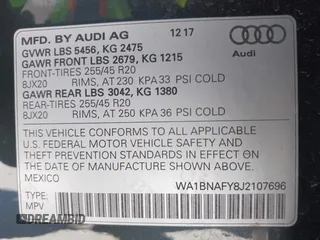 MFD. BY AUDI AG 12 17
GVWR LBS 5456, KG 2475
GAWR FRONT LBS 2679, KG 1215
FRONT-TIRES 255/45 R20
8JX20 RIMS, AT 230 KPA 33 PSI COLD
GAWR REAR LBS 3042, KG 1380
REAR-TIRES 255/45 R20
8JX20 RIMS, AT 250 KPA 36 PSI COLD
Audi
THIS VEHICLE CONFORMS TO ALL APPLICABLE
U.S. FEDERAL MOTOR VEHICLE SAFETY AND
THEFT PREVENTION STANDARDS IN EFFECT ON THE
DATE OF MANUFACTURE SHOWN ABOVE.
MEXICO
WA1BNAFY8J2107696
TYPE:
MPV
DREAMBID